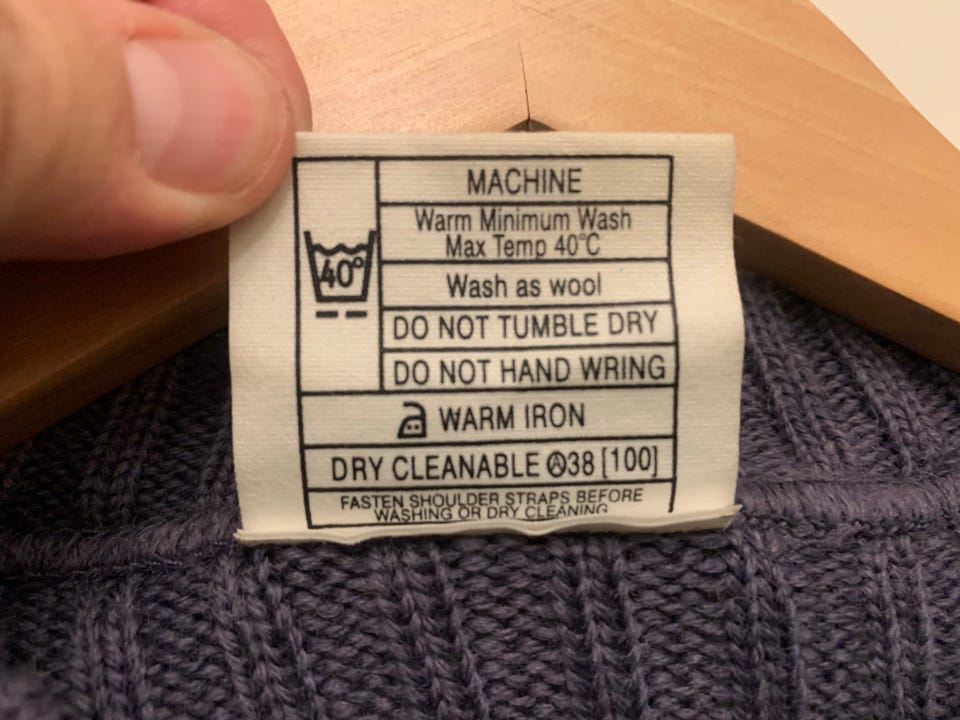 MACHINE
Warm Minimum Wash
Max Temp 40°C
40°
Wash as wool
DO NOT TUMBLE DRY
DO NOT HAND WRING
WARM IRON
DRY CLEANABLE Ⓐ38 [100]
FASTEN SHOULDER STRAPS BEFORE
WASHING OR DRY CLEANING